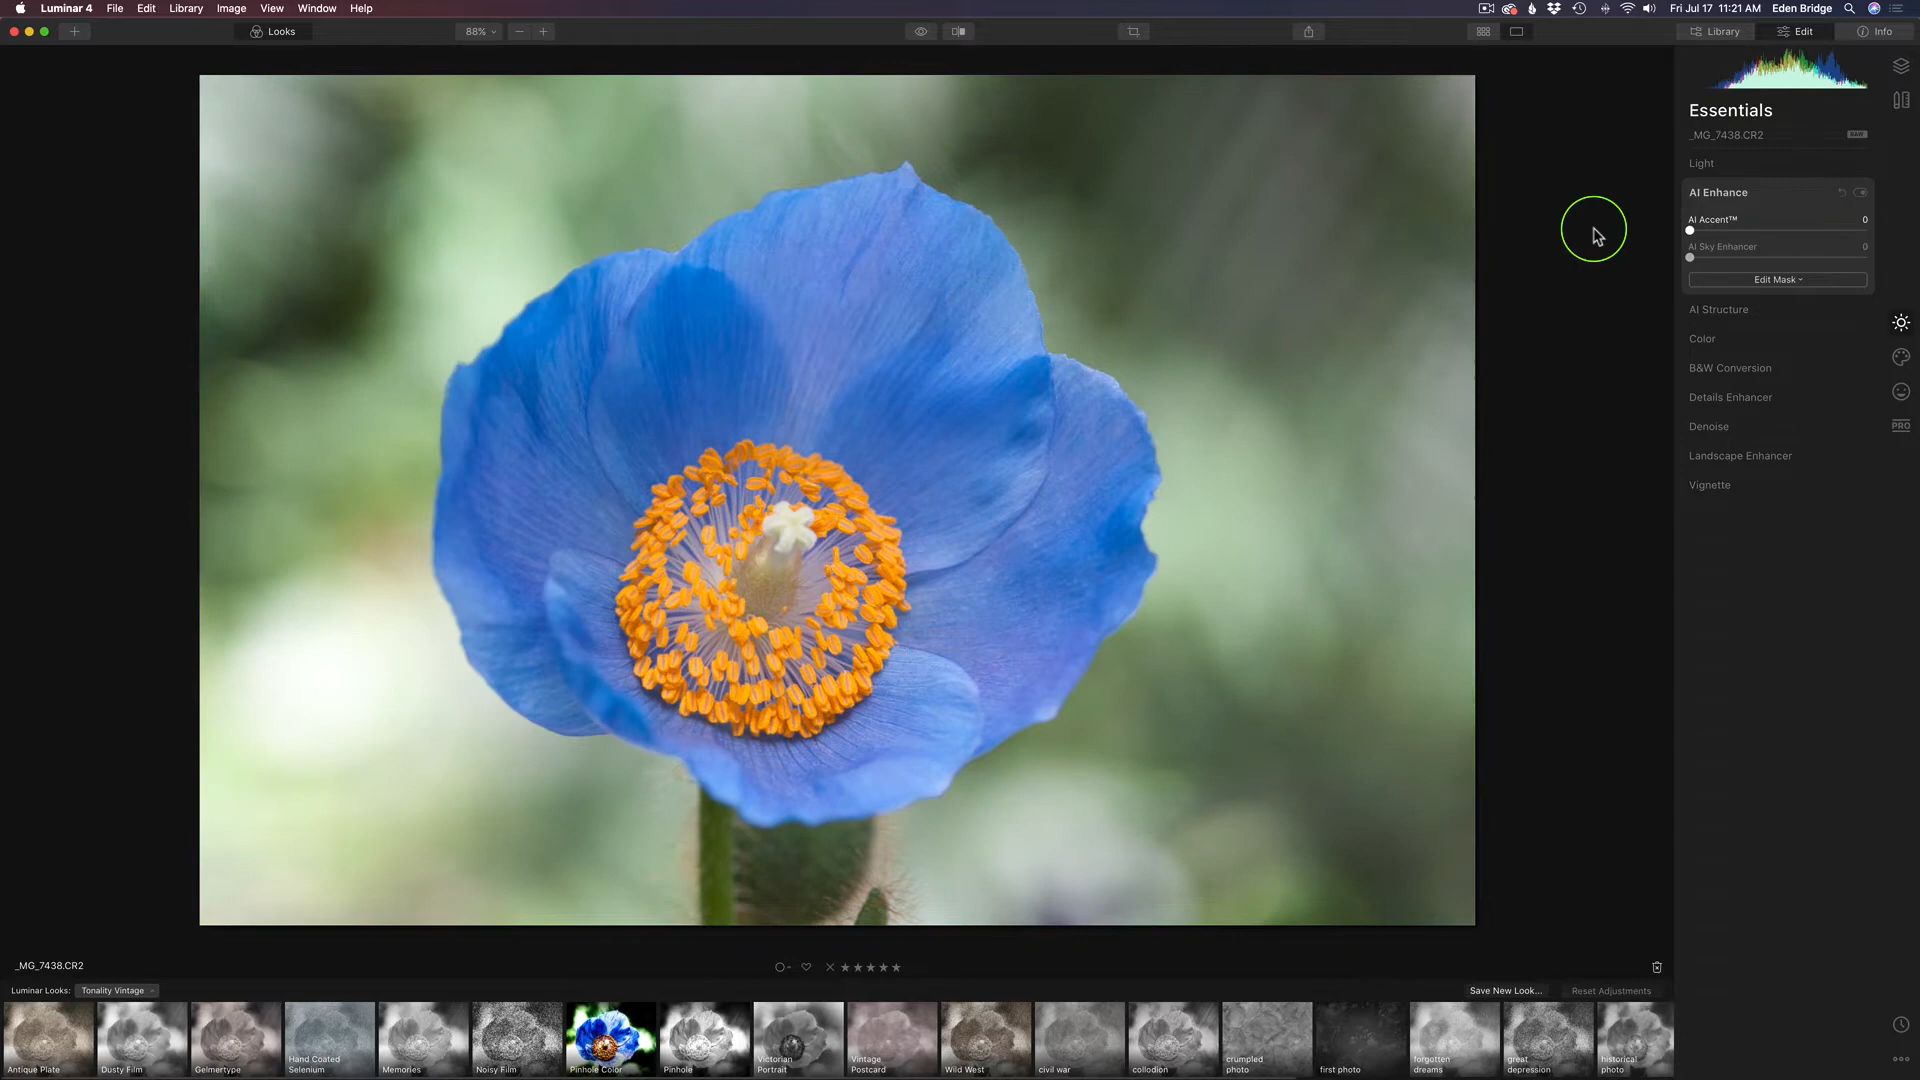 Luminar 4 File Edit Library Image View Window Help Fri Jul 17 11:21 AM Eden Bridge
Looks 88% Library Edit Info
Essentials
_MG_7438.CR2 RAW
Light
AI Enhance
AI Accent™ 0
AI Sky Enhancer 0
Edit Mask
AI Structure
Color
B&W Conversion
Details Enhancer
Denoise
PRO
Landscape Enhancer
Vignette
_MG_7438.CR2
Luminar Looks: Tonality Vintage Save New Look... Reset Adjustments
Antique Plate
Dusty Film
Gelmertype
Hand Coated
Selenium
Memories
Noisy Film
Pinhole Color
Pinhole
Victorian
Portrait
Vintage
Postcard
Wild West
civil war
collodion
crumpled
photo
first photo
forgotten
dreams
great
depression
historical
photo